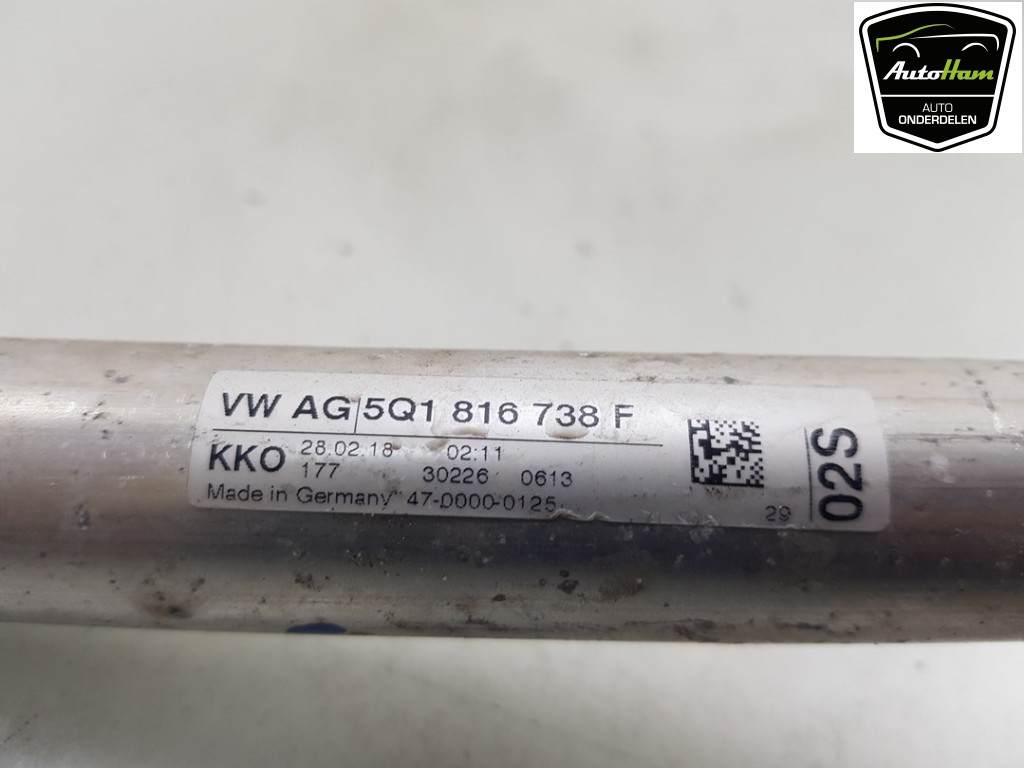 AutoHam
AUTO
ONDERDELEN
VW AG 5Q1 816 738 F
KKO 28.02.18 02:11
177 30226 0613
Made in Germany 47-0000-0125
29
02S